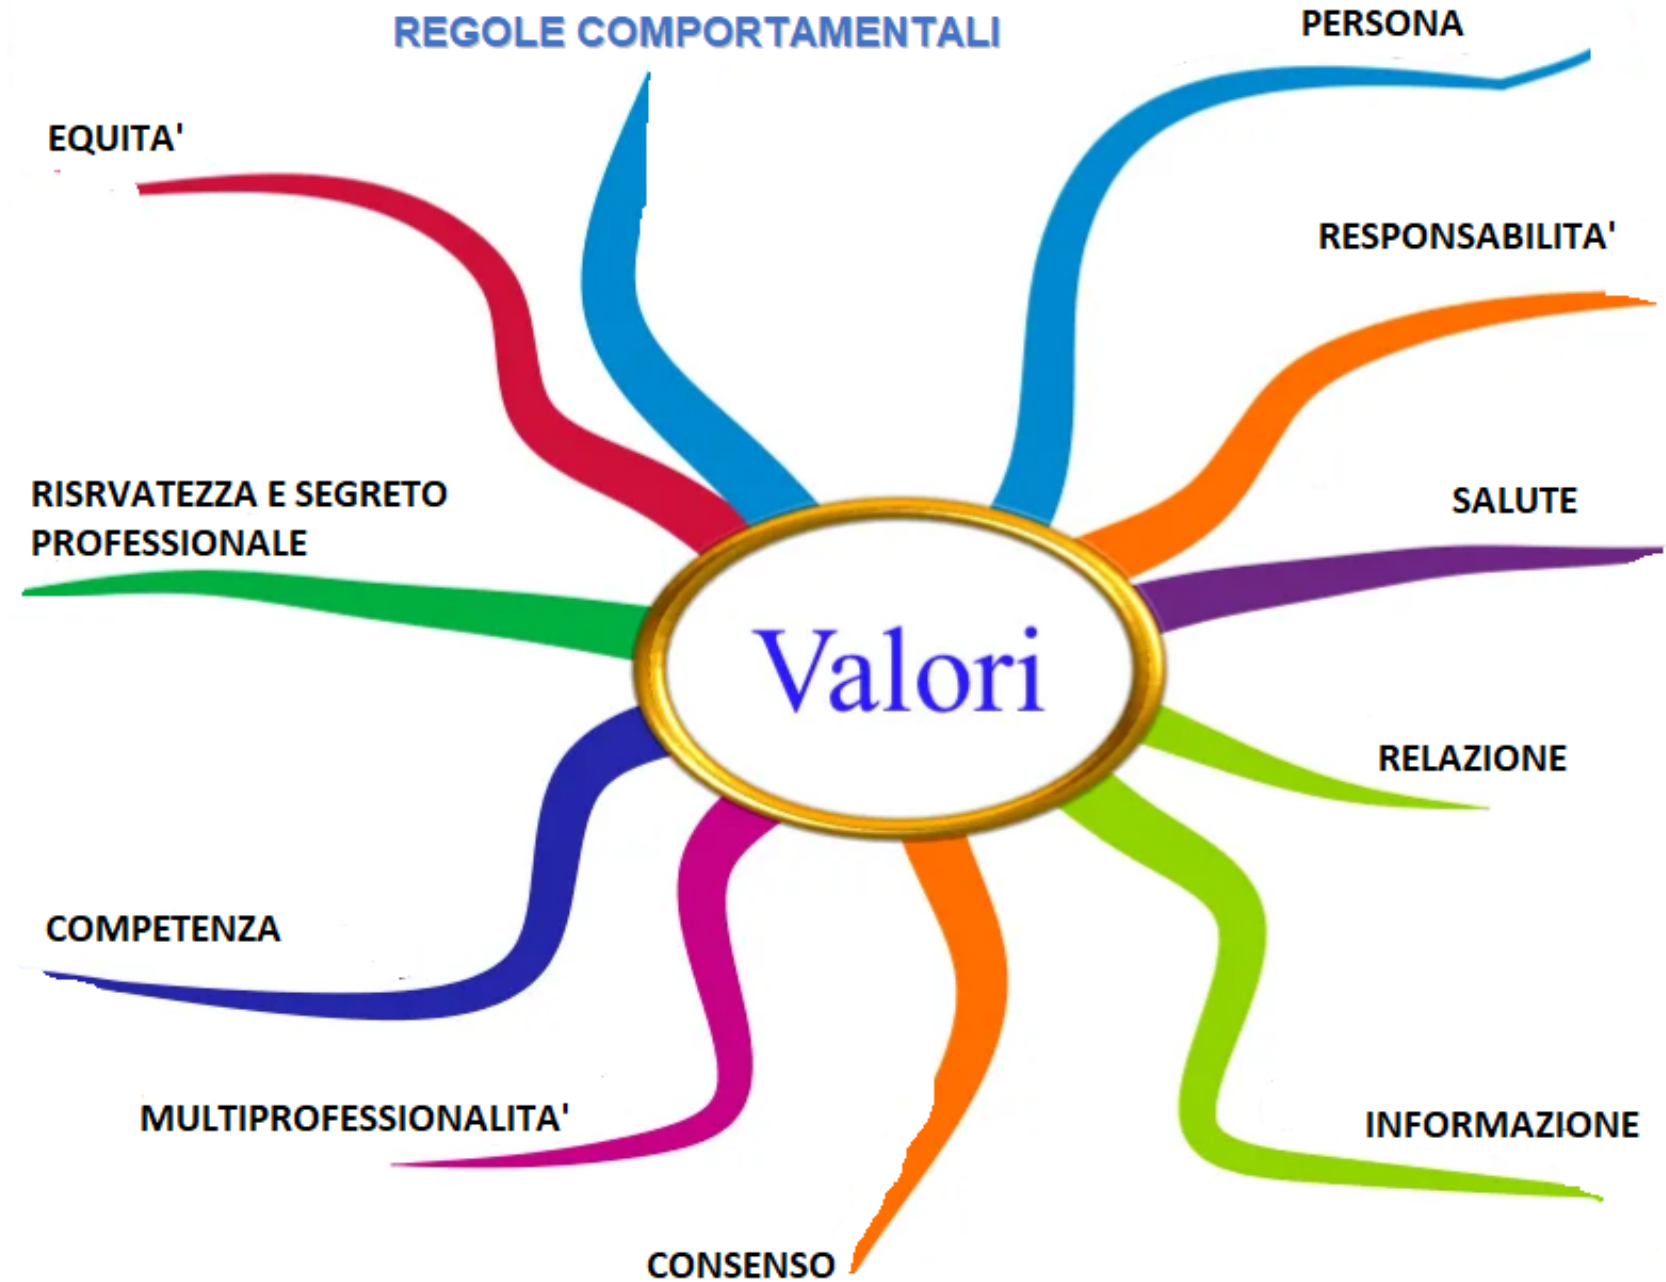 REGOLE COMPORTAMENTALI
PERSONA
EQUITA'
RESPONSABILITA'
RISRVATEZZA E SEGRETO
PROFESSIONALE
SALUTE
Valori
RELAZIONE
COMPETENZA
MULTIPROFESSIONALITA'
INFORMAZIONE
CONSENSO